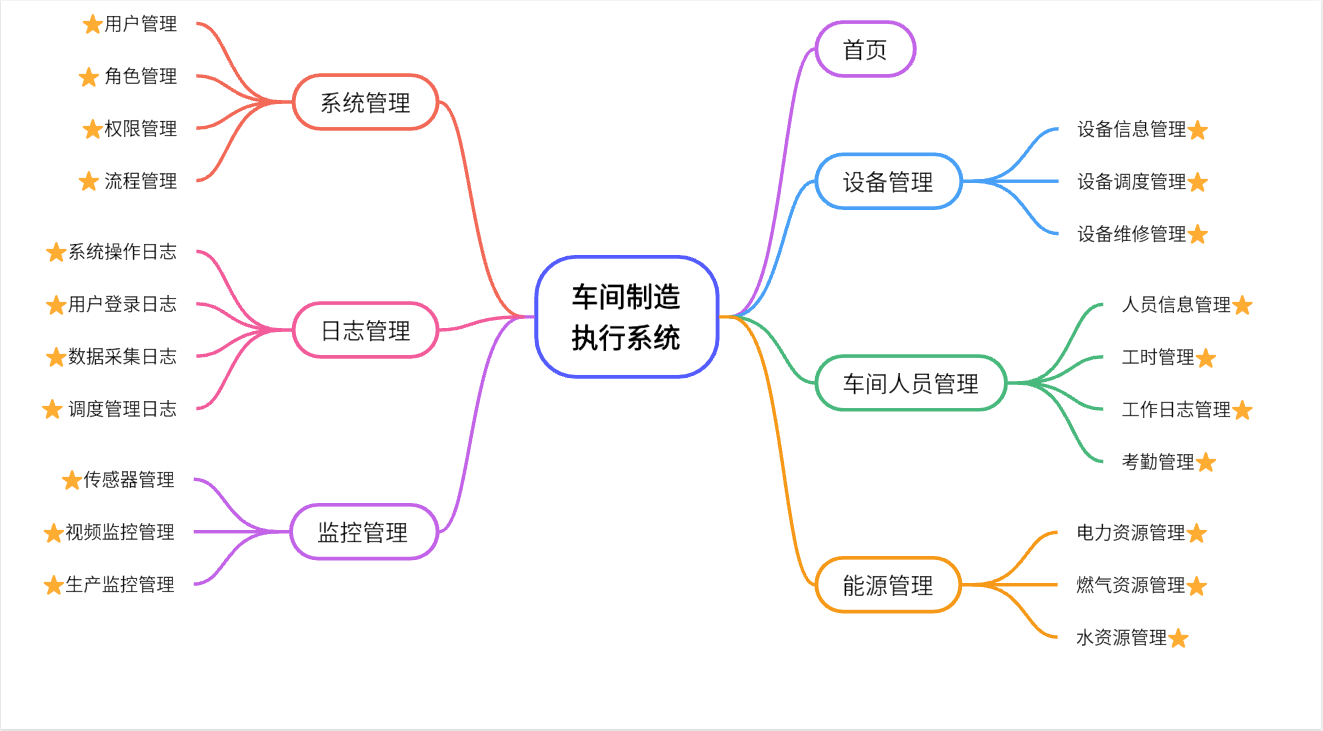 车间制造
执行系统
首页
设备管理
设备信息管理
设备调度管理
设备维修管理
车间人员管理
人员信息管理
工时管理
工作日志管理
考勤管理
能源管理
电力资源管理
燃气资源管理
水资源管理
系统管理
用户管理
角色管理
权限管理
流程管理
日志管理
系统操作日志
用户登录日志
数据采集日志
调度管理日志
监控管理
传感器管理
视频监控管理
生产监控管理